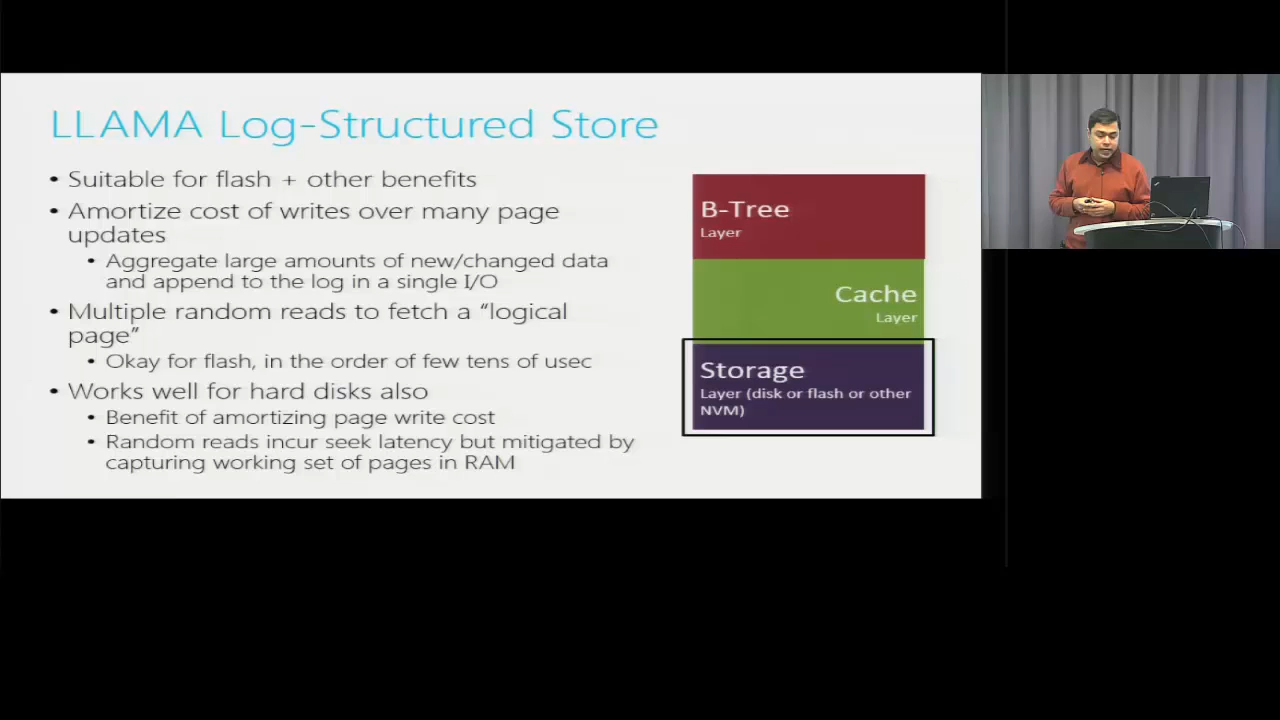 LLAMA Log-Structured Store
• Suitable for flash + other benefits
• Amortize cost of writes over many page
updates
• Aggregate large amounts of new/changed data
and append to the log in a single I/O
• Multiple random reads to fetch a “logical
page”
• Okay for flash, in the order of few tens of usec
• Works well for hard disks also
• Benefit of amortizing page write cost
• Random reads incur seek latency but mitigated by
capturing working set of pages in RAM
B-Tree
Layer
Cache
Layer
Storage
Layer (disk or flash or other
NVM)